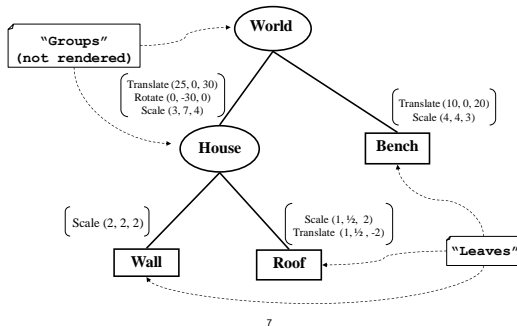 World
“Groups”
(not rendered)
Translate (25, 0, 30)
Rotate (0, -30, 0)
Scale (3, 7, 4)
Translate (10, 0, 20)
Scale (4, 4, 3)
House
Bench
Scale (2, 2, 2)
Scale (1, ½, 2)
Translate (1, ½ , -2)
Wall
Roof
“Leaves”
7